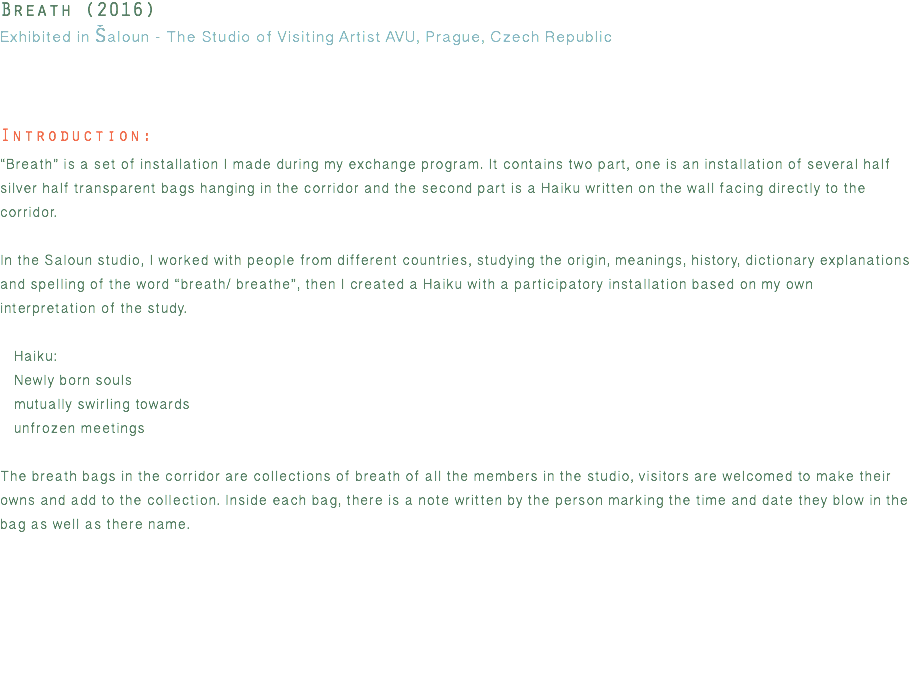 Breath (2016)
Exhibited in Šaloun - The Studio of Visiting Artist AVU, Prague, Czech Republic
Introduction:
“Breath” is a set of installation I made during my exchange program. It contains two part, one is an installation of several half
silver half transparent bags hanging in the corridor and the second part is a Haiku written on the wall facing directly to the
corridor.
In the Saloun studio, I worked with people from different countries, studying the origin, meanings, history, dictionary explanations
and spelling of the word “breath/ breathe”, then I created a Haiku with a participatory installation based on my own
interpretation of the study.
Haiku:
Newly born souls
mutually swirling towards
unfrozen meetings
The breath bags in the corridor are collections of breath of all the members in the studio, visitors are welcomed to make their
owns and add to the collection. Inside each bag, there is a note written by the person marking the time and date they blow in the
bag as well as there name.